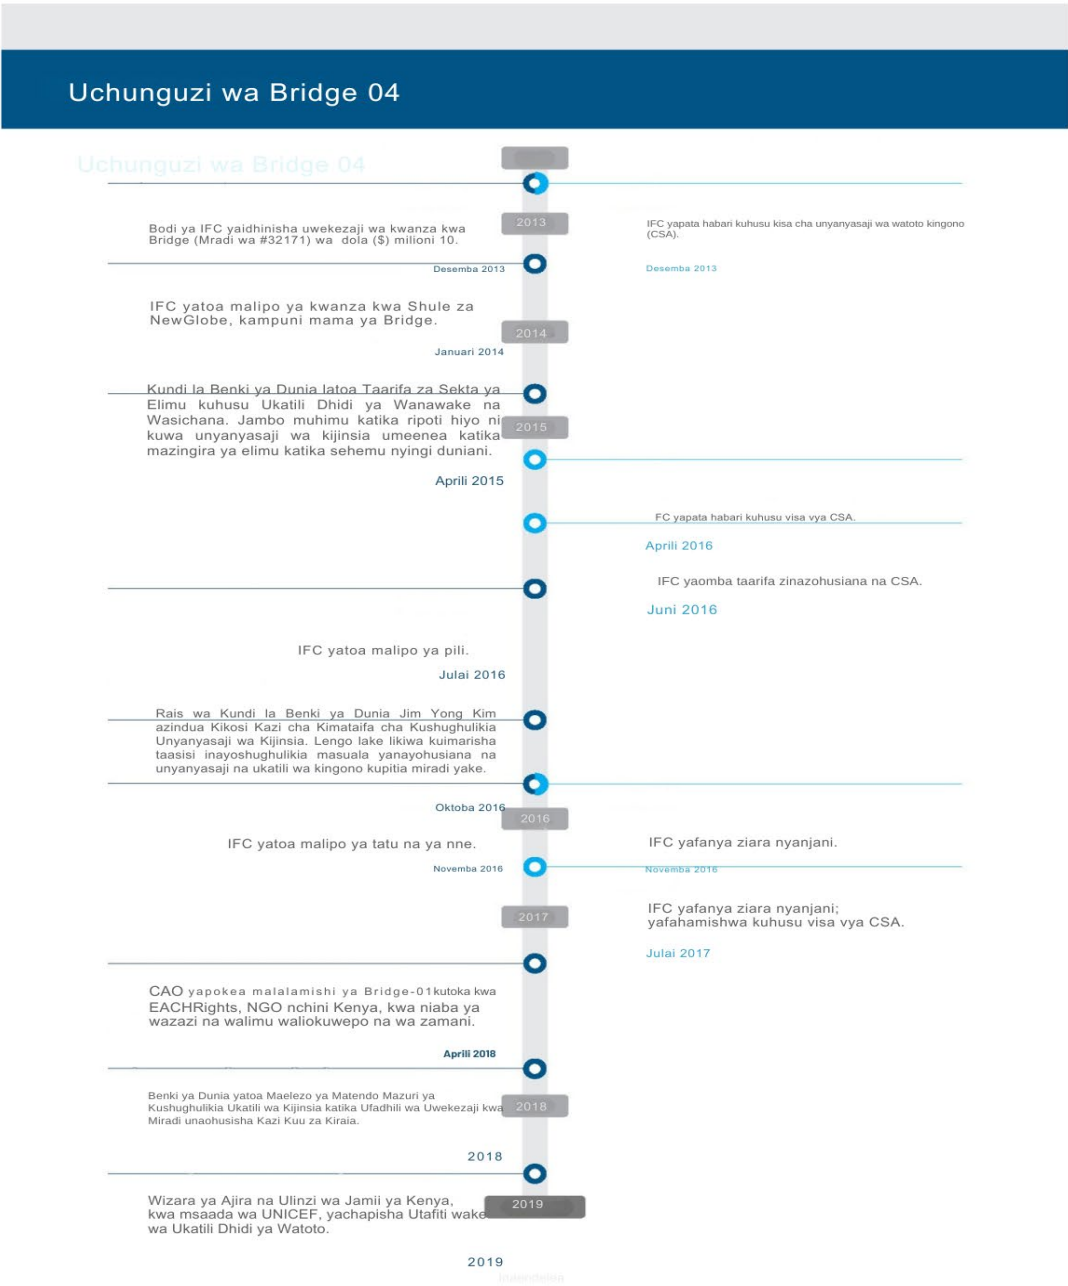 Uchunguzi wa Bridge 04
Uchunguzi wa Bridge 04
2013
Bodi ya IFC yaidhinisha uwekezaji wa kwanza kwa
Bridge (Mradi wa #32171) wa dola ($) milioni 10.
Desemba 2013
IFC yapata habari kuhusu kisa cha unyanyasaji wa watoto kingono
(CSA).
Desemba 2013
IFC yatoa malipo ya kwanza kwa Shule za
NewGlobe, kampuni mama ya Bridge.
2014
Januari 2014
Kundi la Benki ya Dunia latoa Taarifa za Sekta ya
Elimu kuhusu Ukatili Dhidi ya Wanawake na
Wasichana. Jambo muhimu katika ripoti hiyo ni
kuwa unyanyasaji wa kijinsia umeenea katika
mazingira ya elimu katika sehemu nyingi duniani.
2015
Aprili 2015
FC yapata habari kuhusu visa vya CSA.
Aprili 2016
IFC yaomba taarifa zinazohusiana na CSA.
Juni 2016
IFC yatoa malipo ya pili.
Julai 2016
Rais wa Kundi la Benki ya Dunia Jim Yong Kim
azindua Kikosi Kazi cha Kimataifa cha Kushughulikia
Unyanyasaji wa Kijinsia. Lengo lake likiwa kuimarisha
taasisi inayoshughulikia masuala yanayohusiana na
unyanyasaji na ukatili wa kingono kupitia miradi yake.
Oktoba 2016
2016
IFC yatoa malipo ya tatu na ya nne.
Novemba 2016
IFC yafanya ziara nyanjani.
Novemba 2016
IFC yafanya ziara nyanjani;
yafahamishwa kuhusu visa vya CSA.
Julai 2017
2017
CAO yapokea malalamishi ya Bridge-01kutoka kwa
EACHRights, NGO nchini Kenya, kwa niaba ya
wazazi na walimu waliokuwepo na wa zamani.
Aprili 2018
Benki ya Dunia yatoa Maelezo ya Matendo Mazuri ya
Kushughulikia Ukatili wa Kijinsia katika Ufadhili wa Uwekezaji kwa
Miradi unaohusisha Kazi Kuu za Kiraia.
2018
2018
Wizara ya Ajira na Ulinzi wa Jamii ya Kenya,
kwa msaada wa UNICEF, yachapisha Utafiti wake
wa Ukatili Dhidi ya Watoto.
2019
2019